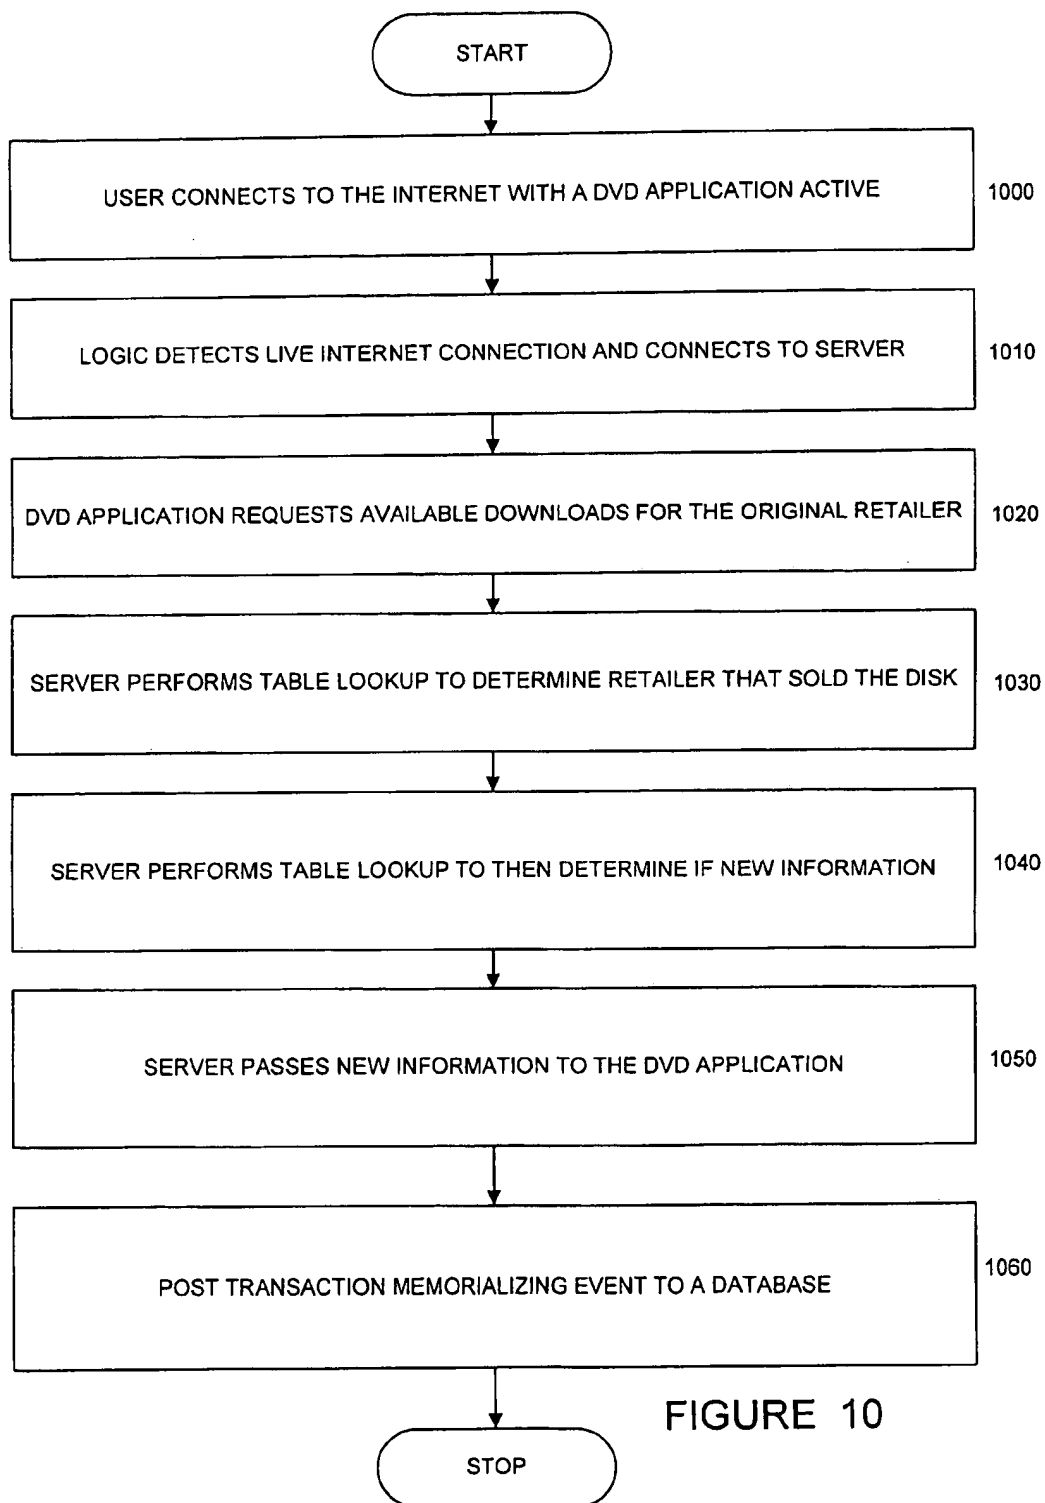 START
USER CONNECTS TO THE INTERNET WITH A DVD APPLICATION ACTIVE
1000
LOGIC DETECTS LIVE INTERNET CONNECTION AND CONNECTS TO SERVER
1010
DVD APPLICATION REQUESTS AVAILABLE DOWNLOADS FOR THE ORIGINAL RETAILER
1020
SERVER PERFORMS TABLE LOOKUP TO DETERMINE RETAILER THAT SOLD THE DISK
1030
SERVER PERFORMS TABLE LOOKUP TO THEN DETERMINE IF NEW INFORMATION
1040
SERVER PASSES NEW INFORMATION TO THE DVD APPLICATION
1050
POST TRANSACTION MEMORIALIZING EVENT TO A DATABASE
1060
FIGURE 10
STOP